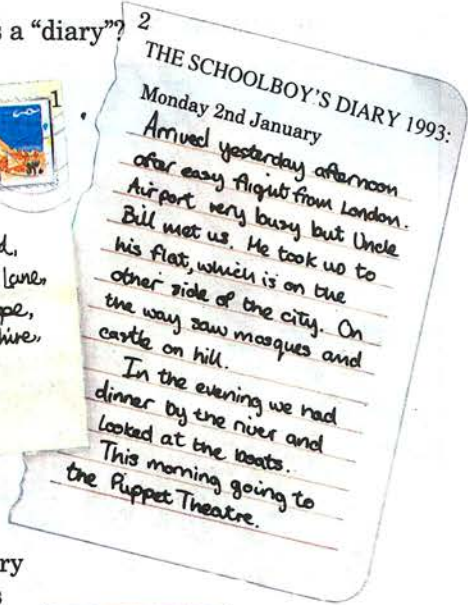 s a “diary”?
1
d,
Lane,
pe,
hire,
2
THE SCHOOLBOY'S DIARY 1993:
Monday 2nd January
Arrived yesterday afternoon
after easy flight from London.
Airport very busy but Uncle
Bill met us. He took us to
his flat, which is on the
other side of the city. On
the way saw mosques and
castle on hill.
In the evening we had
dinner by the river and
looked at the boats.
This morning going to
the Puppet Theatre.
ry
s